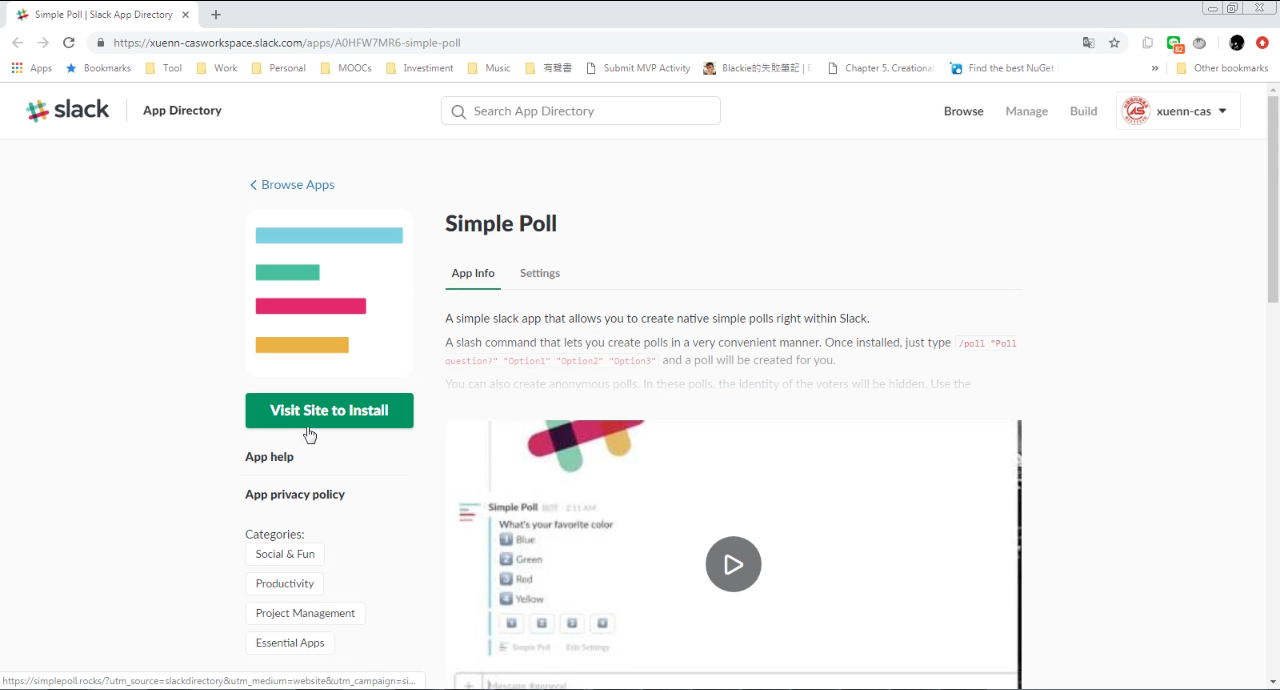 Simple Poll | Slack App Directory
https://xuenn-casworkspace.slack.com/apps/A0HFW7MR6-simple-poll
82
Apps Bookmarks Tool Work Personal MOOCs Investiment Music 有聲書 Submit MVP Activity Blackie的失敗筆記 | Chapter 5. Creationa Find the best NuGet » Other bookmarks
slack App Directory Search App Directory Browse Manage Build xuenn-cas
Browse Apps
Simple Poll
App Info Settings
A simple slack app that allows you to create native simple polls right within Slack.
A slash command that lets you create polls in a very convenient manner. Once installed, just type /poll "Poll
question?" "Option1" "Option2" "Option3" and a poll will be created for you.
You can also create anonymous polls. In these polls, the identity of the voters will be hidden. Use the
Visit Site to Install
App help
App privacy policy
Categories:
Social & Fun
Productivity
Project Management
Essential Apps
Simple Poll BOT 2:11 AM
What's your favorite color
1 Blue
2 Green
3 Red
4 Yellow
1 2 3 4
Simple Poll Edit Settings
Message #general
https://simplepoll.rocks/?utm_source=slackdirectory&utm_medium=website&utm_campaign=si...